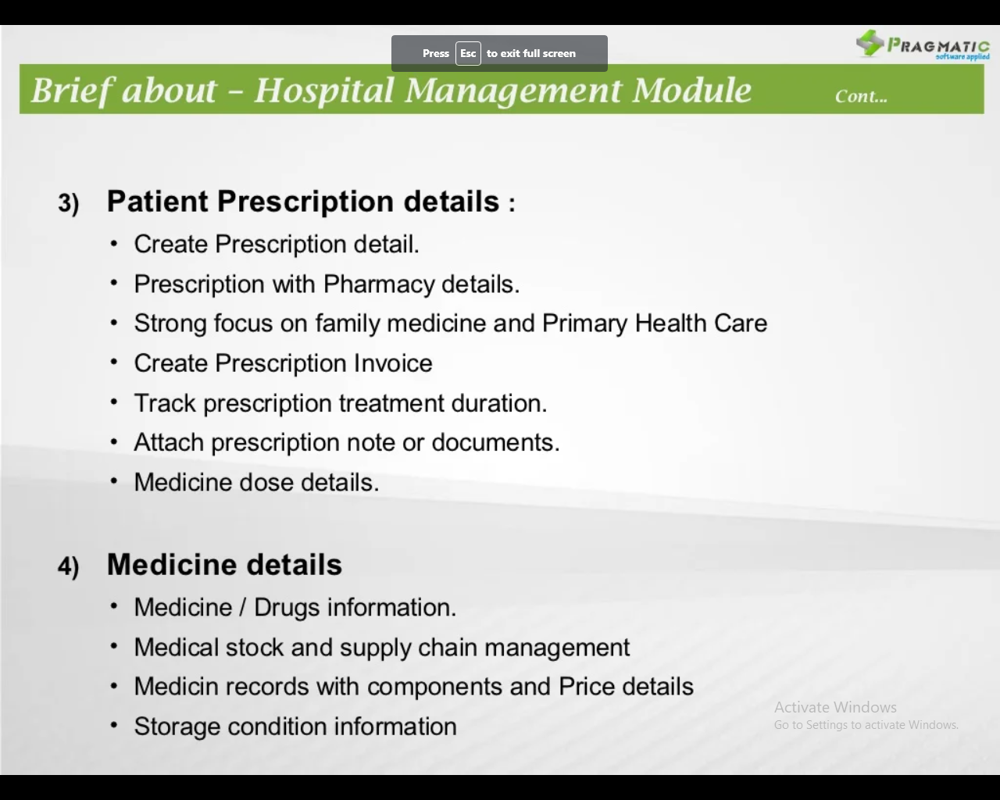 PRAGMATIC
software applied
Press Esc to exit full screen
Brief about – Hospital Management Module Cont...
3) Patient Prescription details :
• Create Prescription detail.
• Prescription with Pharmacy details.
• Strong focus on family medicine and Primary Health Care
• Create Prescription Invoice
• Track prescription treatment duration.
• Attach prescription note or documents.
• Medicine dose details.
4) Medicine details
• Medicine / Drugs information.
• Medical stock and supply chain management
• Medicin records with components and Price details
• Storage condition information
Activate Windows
Go to Settings to activate Windows.